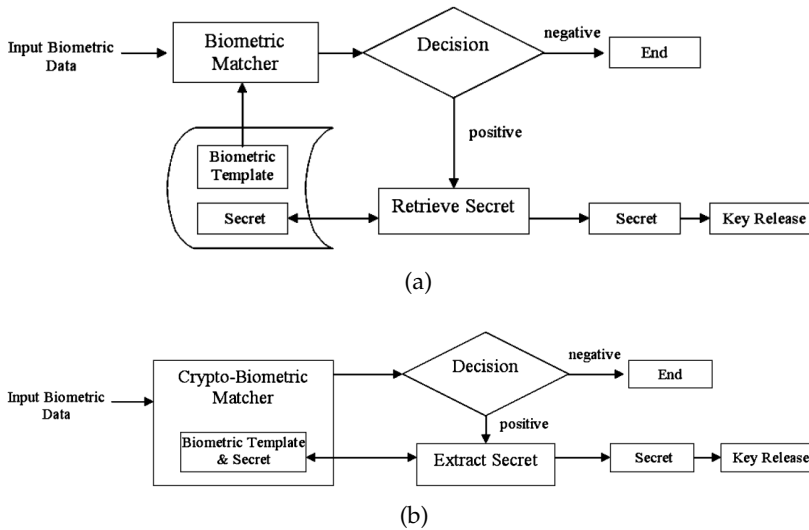 Input Biometric
Data
Biometric
Matcher
Decision
negative
End
positive
Biometric
Template
Secret
Retrieve Secret
Secret
Key Release
(a)
Input Biometric
Data
Crypto-Biometric
Matcher
Decision
negative
End
positive
Biometric Template
& Secret
Extract Secret
Secret
Key Release
(b)